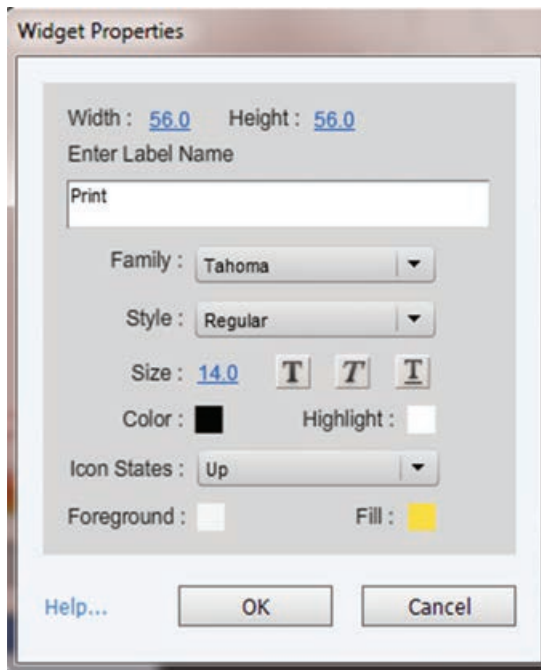 Widget Properties
Width : 56.0 Height : 56.0
Enter Label Name
Print
Family : Tahoma
Style : Regular
Size : 14.0 T T T
Color : Highlight :
Icon States : Up
Foreground : Fill :
Help... OK Cancel